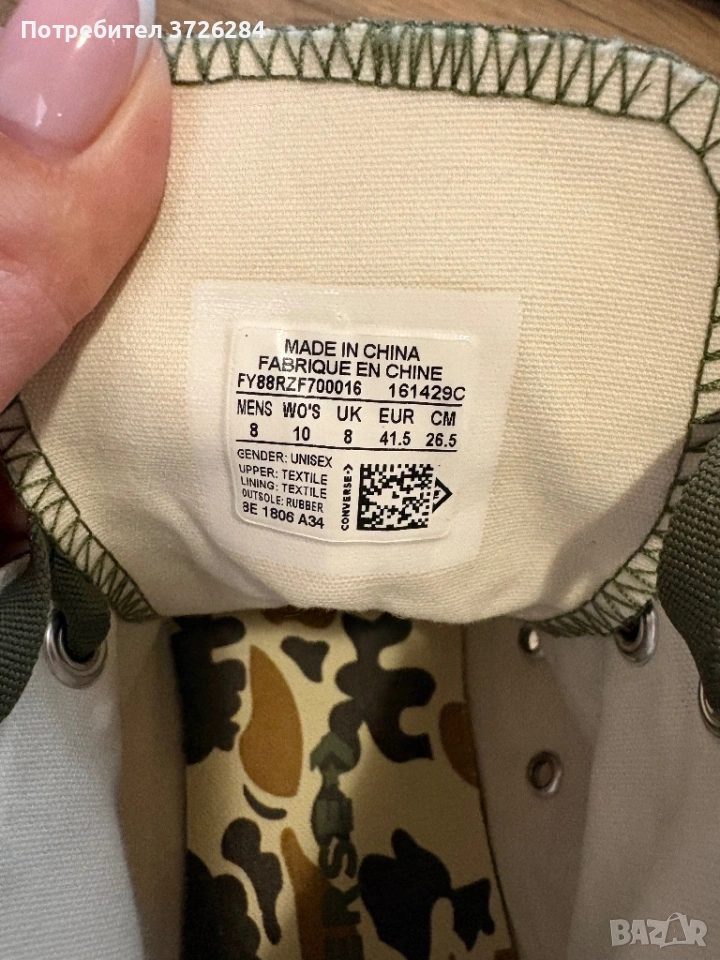 Потребител 3726284
MADE IN CHINA
FABRIQUE EN CHINE
FY88RZF700016 161429C
MENS WO'S UK EUR CM
8 10 8 41.5 26.5
GENDER: UNISEX
UPPER: TEXTILE
LINING: TEXTILE
OUTSOLE: RUBBER
BE 1806 A34
CONVERSE
BAZAR